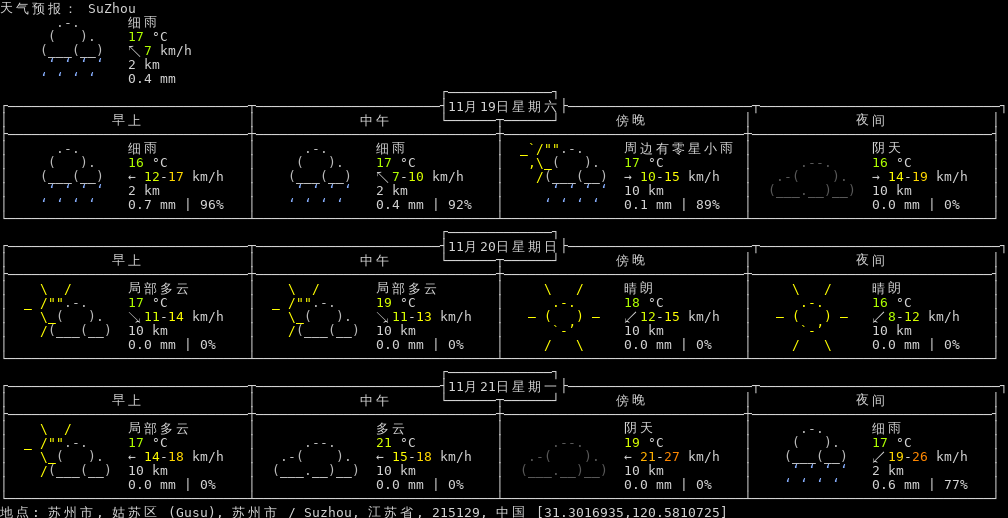 天气预报: SuZhou
细雨
17 °C
↖ 7 km/h
2 km
0.4 mm
11月19日星期六
早上 中午 傍晚 夜间
细雨 细雨 周边有零星小雨 阴天
16 °C 17 °C 17 °C 16 °C
← 12-17 km/h ↖ 7-10 km/h → 10-15 km/h → 14-19 km/h
2 km 2 km 10 km 10 km
0.7 mm | 96% 0.4 mm | 92% 0.1 mm | 89% 0.0 mm | 0%
11月20日星期日
早上 中午 傍晚 夜间
局部多云 局部多云 晴朗 晴朗
17 °C 19 °C 18 °C 16 °C
↘ 11-14 km/h ↘ 11-13 km/h ↙ 12-15 km/h ↙ 8-12 km/h
10 km 10 km 10 km 10 km
0.0 mm | 0% 0.0 mm | 0% 0.0 mm | 0% 0.0 mm | 0%
11月21日星期一
早上 中午 傍晚 夜间
局部多云 多云 阴天 细雨
17 °C 21 °C 19 °C 17 °C
← 14-18 km/h ← 15-18 km/h ← 21-27 km/h ↙ 19-26 km/h
10 km 10 km 10 km 2 km
0.0 mm | 0% 0.0 mm | 0% 0.0 mm | 0% 0.6 mm | 77%
地点: 苏州市, 姑苏区 (Gusu), 苏州市 / Suzhou, 江苏省, 215129, 中国 [31.3016935,120.5810725]